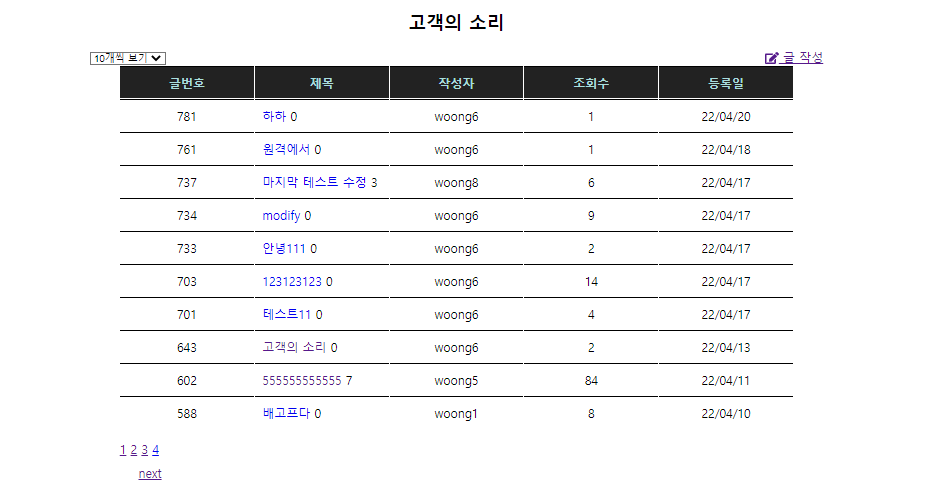 고객의 소리
10개씩 보기 글 작성
글번호 제목 작성자 조회수 등록일
781 하하 0 woong6 1 22/04/20
761 원격에서 0 woong6 1 22/04/18
737 마지막 테스트 수정 3 woong8 6 22/04/17
734 modify 0 woong6 9 22/04/17
733 안녕111 0 woong6 2 22/04/17
703 123123123 0 woong6 14 22/04/17
701 테스트11 0 woong6 4 22/04/17
643 고객의 소리 0 woong6 2 22/04/13
602 555555555555 7 woong5 84 22/04/11
588 배고프다 0 woong1 8 22/04/10
1 2 3 4
next